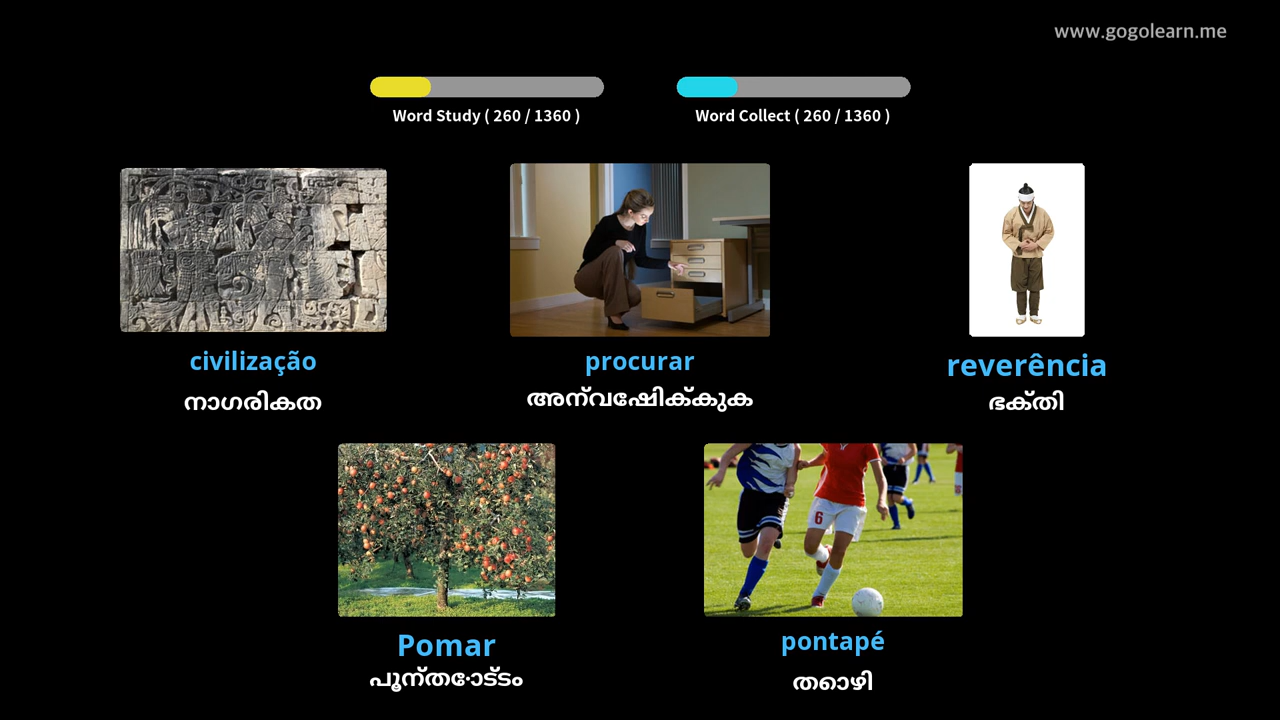 www.gogolearn.me
Word Study ( 260 / 1360 )
Word Collect ( 260 / 1360 )
civilização
നാഗരികത
procurar
അന്വേഷിക്കുക
reverência
ഭക്തി
Pomar
പൂന്തോട്ടം
pontapé
തൊഴി